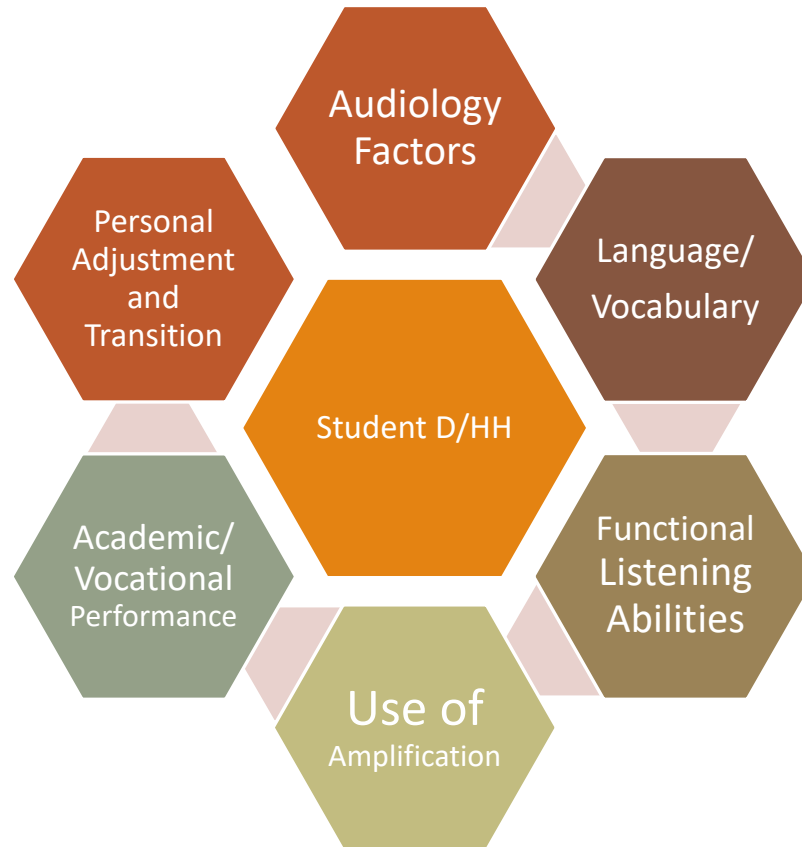 Audiology
Factors
Language/
Vocabulary
Functional
Listening
Abilities
Use of
Amplification
Academic/
Vocational
Performance
Personal
Adjustment
and
Transition
Student D/HH